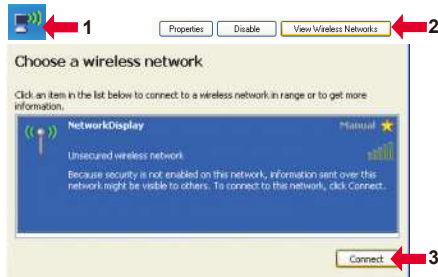 1
Properties Disable View Wireless Networks 2
Choose a wireless network
Click an item in the list below to connect to a wireless network in range or to get more
information.
NetworkDisplay Manual
Unsecured wireless network
Because security is not enabled on this network, information sent over this
network might be visible to others. To connect to this network, click Connect.
Connect 3